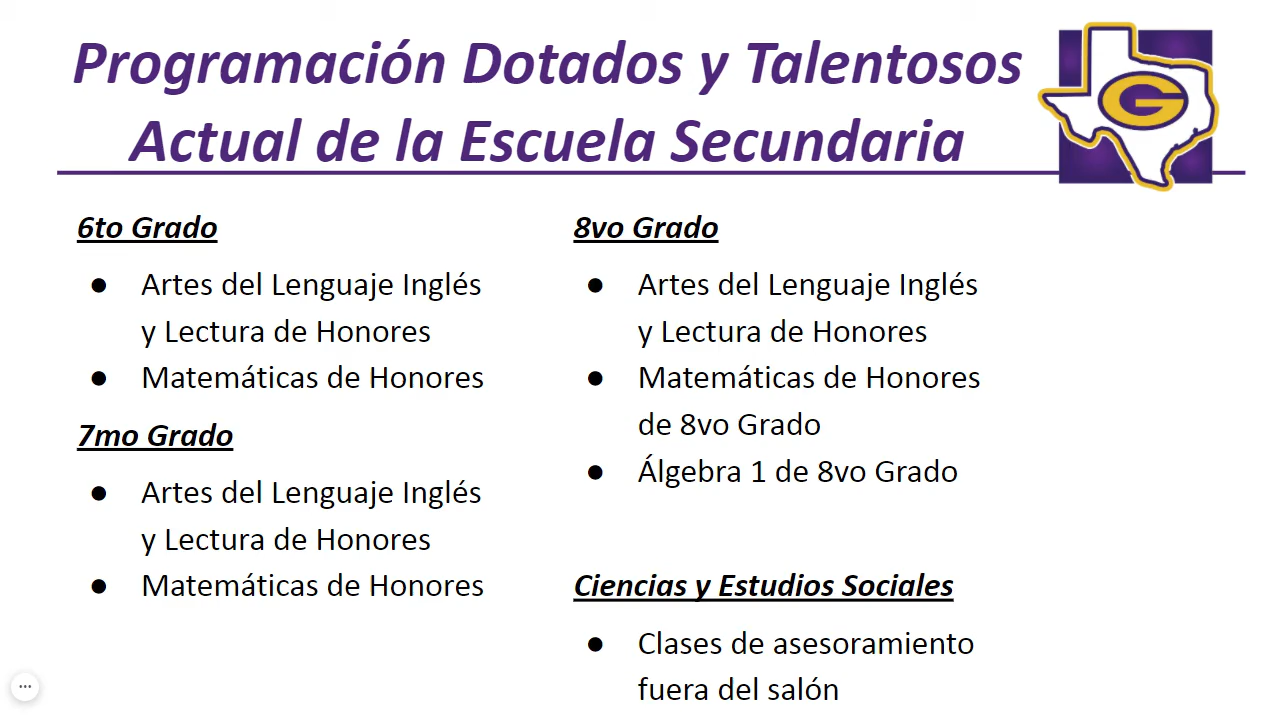 Programación Dotados y Talentosos
Actual de la Escuela Secundaria
G
6to Grado
● Artes del Lenguaje Inglés
y Lectura de Honores
● Matemáticas de Honores
7mo Grado
● Artes del Lenguaje Inglés
y Lectura de Honores
● Matemáticas de Honores
8vo Grado
● Artes del Lenguaje Inglés
y Lectura de Honores
● Matemáticas de Honores
de 8vo Grado
● Álgebra 1 de 8vo Grado
Ciencias y Estudios Sociales
● Clases de asesoramiento
fuera del salón